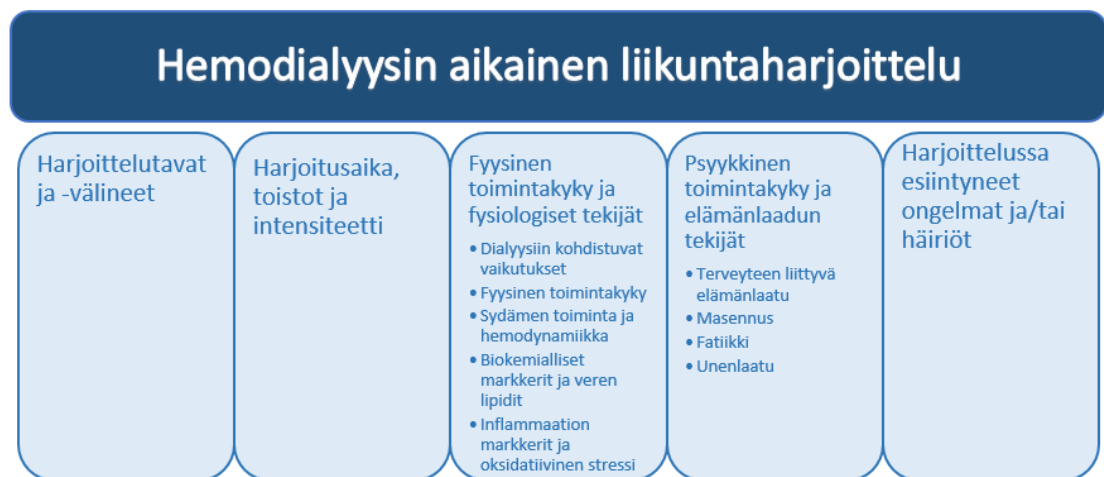 Hemodialyysin aikainen liikuntaharjoittelu
Harjoittelutavat
ja -välineet
Harjoitusaika,
toistot ja
intensiteetti
Fyysinen
toimintakyky ja
fysiologiset tekijät
• Dialyysiin kohdistuvat
vaikutukset
• Fyysinen toimintakyky
• Sydämen toiminta ja
hemodynamiikka
• Biokemialliset
markkerit ja veren
lipidit
• Inflammaation
markkerit ja
oksidatiivinen stressi
Psyykkinen
toimintakyky ja
elämänlaadun
tekijät
• Terveyteen liittyvä
elämänlaatu
• Masennus
• Fatiikki
• Unenlaatu
Harjoittelussa
esiintyneet
ongelmat ja/tai
häiriöt